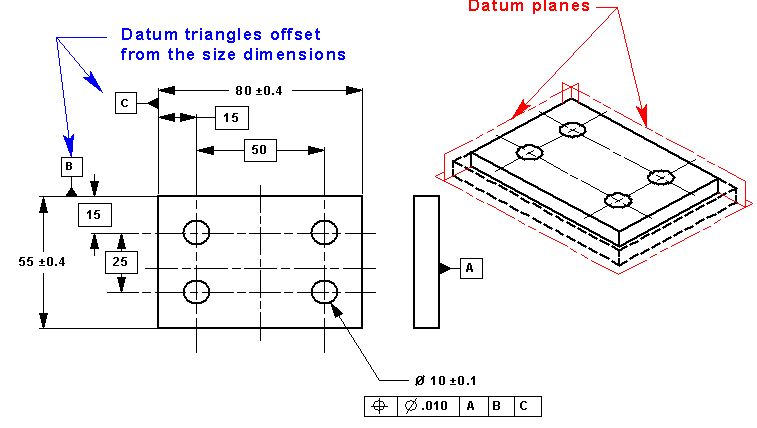 Datum planes
Datum triangles offset
from the size dimensions
80 ±0.4
C
15
50
B
15
55 ±0.4
25
A
Ø 10 ±0.1
⌖ Ø .010 A B C